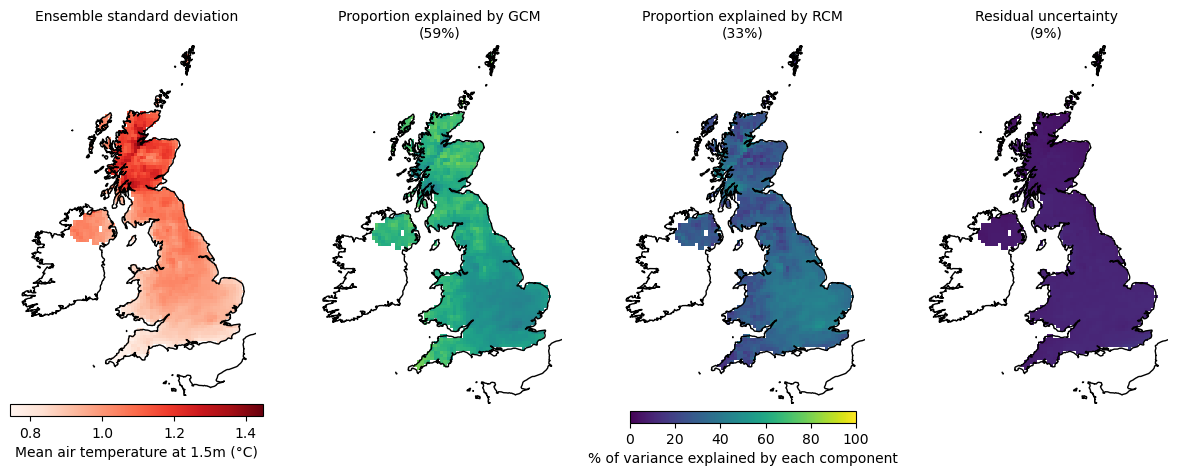 Ensemble standard deviation
Proportion explained by GCM
(59%)
Proportion explained by RCM
(33%)
Residual uncertainty
(9%)
0.8 1.0 1.2 1.4
Mean air temperature at 1.5m (°C)
0 20 40 60 80 100
% of variance explained by each component